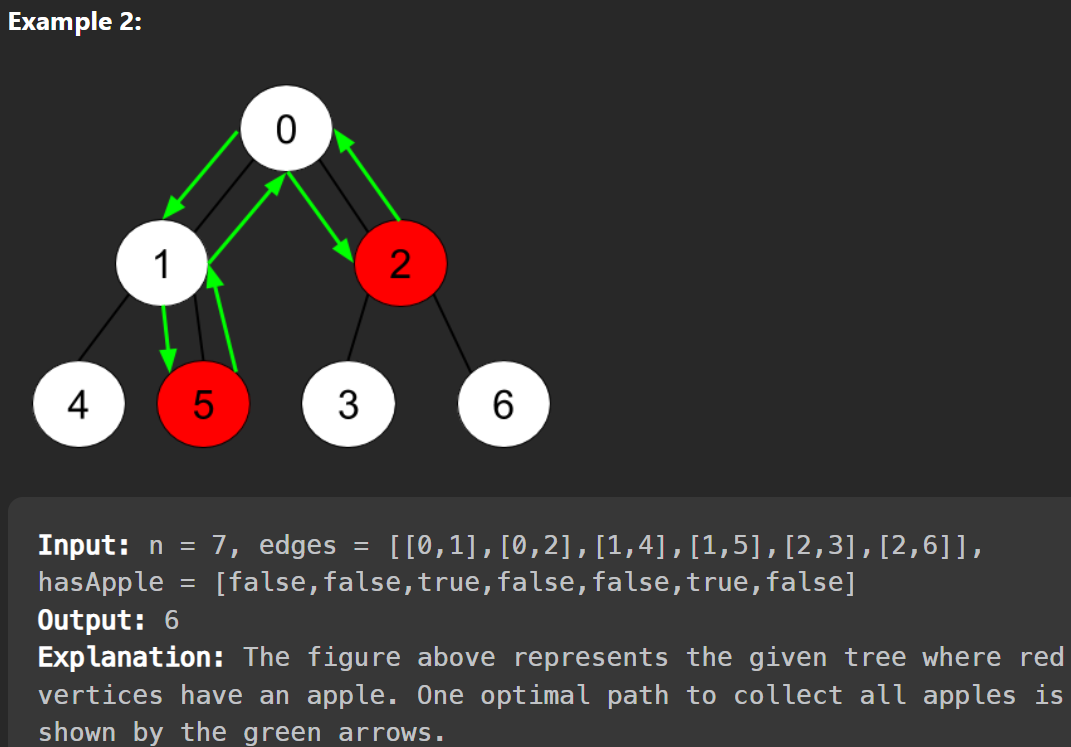 Example 2:
0
1 2
4 5 3 6
Input: n = 7, edges = [[0,1],[0,2],[1,4],[1,5],[2,3],[2,6]],
hasApple = [false,false,true,false,false,true,false]
Output: 6
Explanation: The figure above represents the given tree where red
vertices have an apple. One optimal path to collect all apples is
shown by the green arrows.